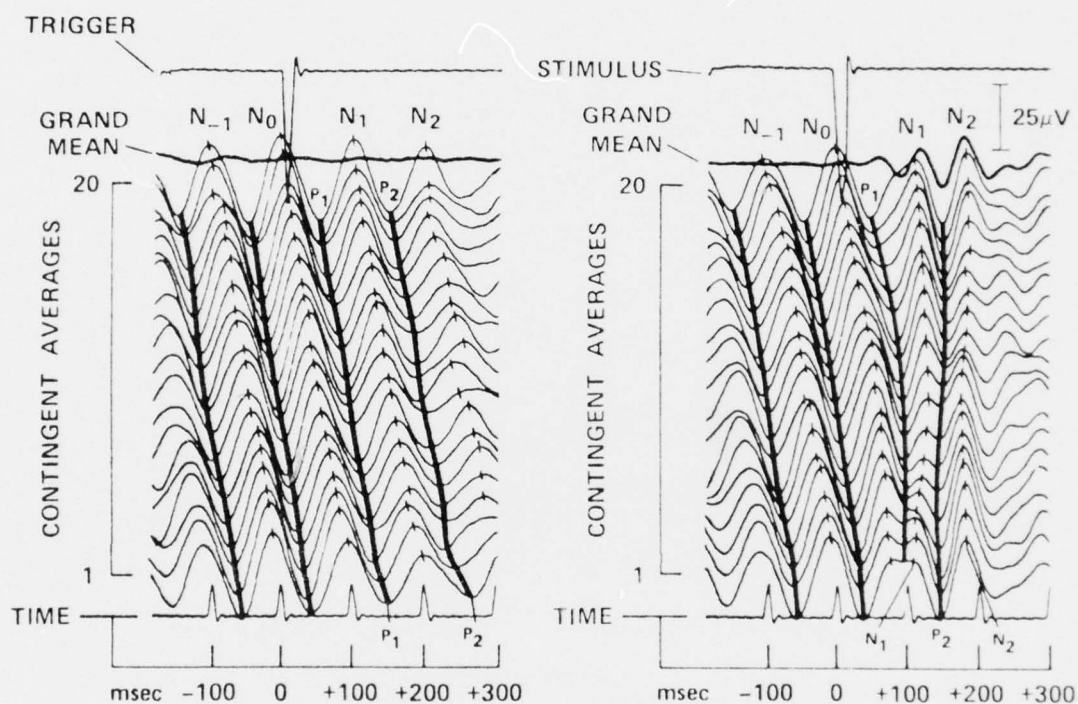 TRIGGER
N₋₁ N₀ N₁ N₂
GRAND
MEAN
20
P₁ P₂
CONTINGENT AVERAGES
1
TIME
P₁ P₂
msec -100 0 +100 +200 +300
STIMULUS
25µV
N₋₁ N₀ N₁ N₂
GRAND
MEAN
20
P₁
CONTINGENT AVERAGES
1
N₁ P₂ N₂
msec -100 0 +100 +200 +300